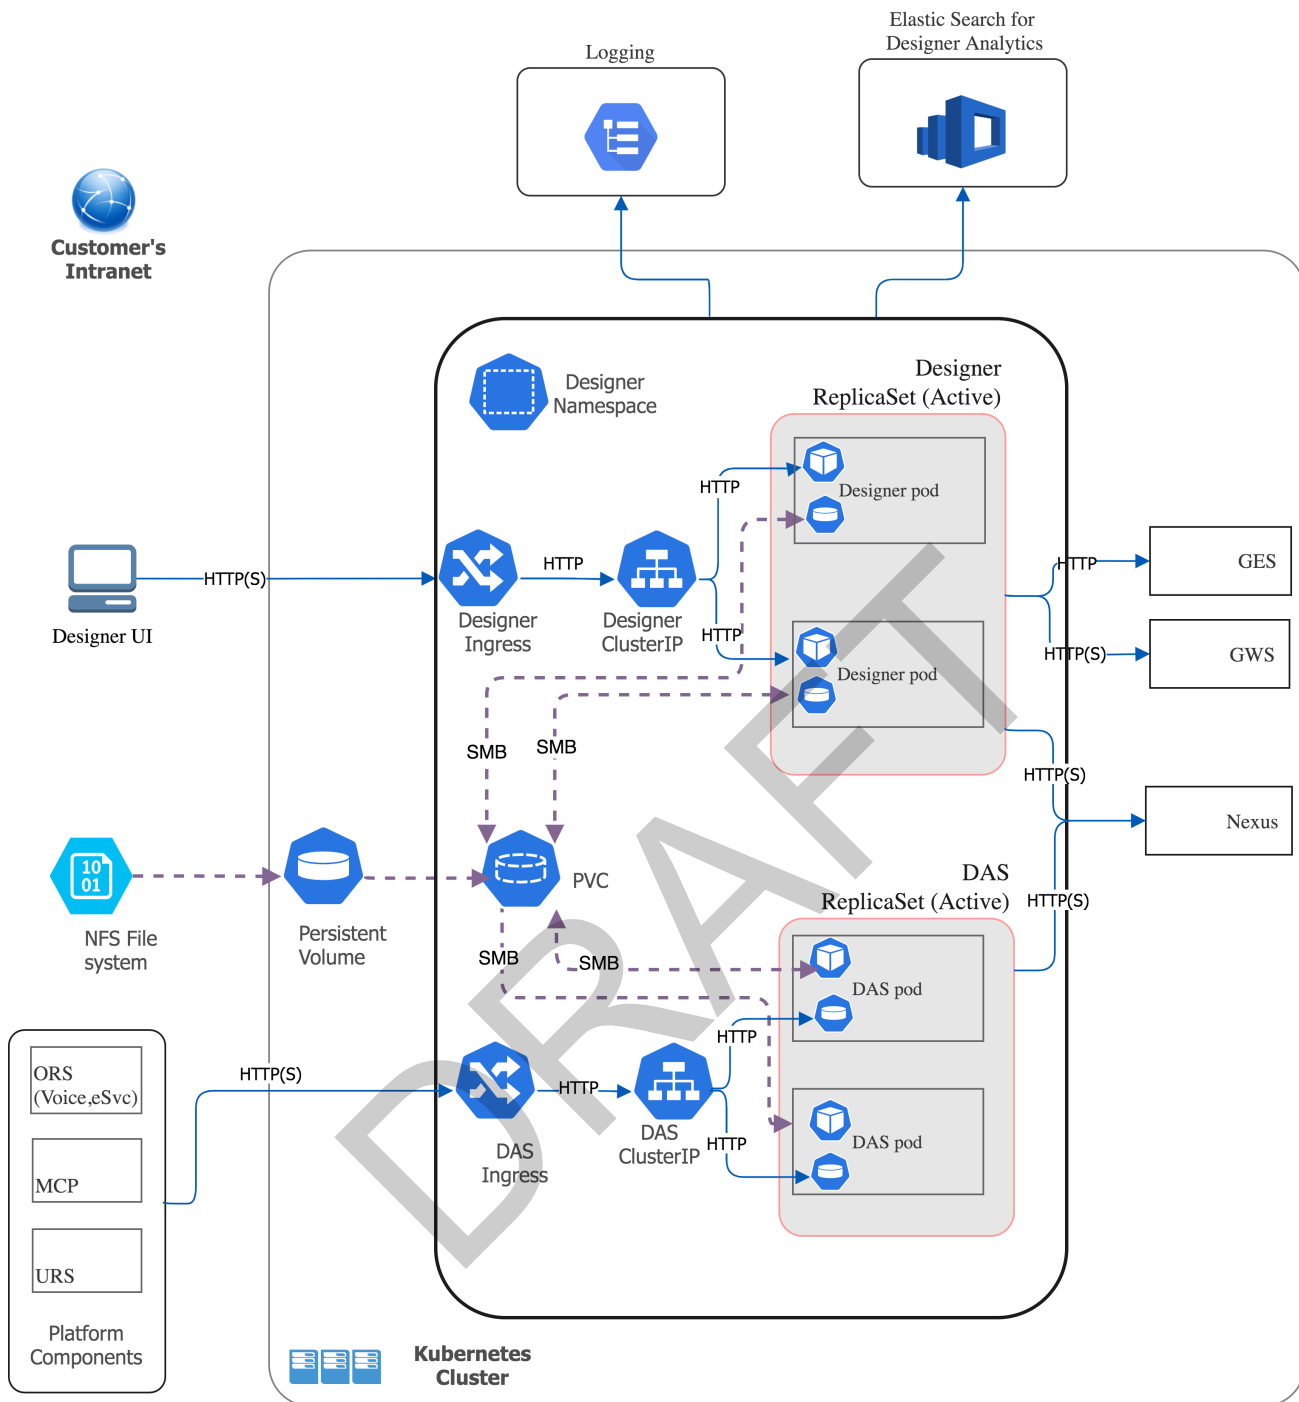 Elastic Search for
Designer Analytics
Logging
Customer's
Intranet
Designer
Namespace
Designer
ReplicaSet (Active)
HTTP
Designer pod
HTTP(S)
HTTP
Designer UI
Designer
Ingress
Designer
ClusterIP
HTTP
Designer pod
HTTP
GES
HTTP(S)
GWS
SMB
SMB
HTTP(S)
Nexus
10
01
NFS File
system
Persistent
Volume
PVC
DAS
ReplicaSet (Active)
HTTP(S)
SMB
SMB
DAS pod
HTTP
ORS
(Voice,eSvc)
HTTP(S)
HTTP
DAS
Ingress
DAS
ClusterIP
HTTP
DAS pod
MCP
URS
Platform
Components
Kubernetes
Cluster
DRAFT